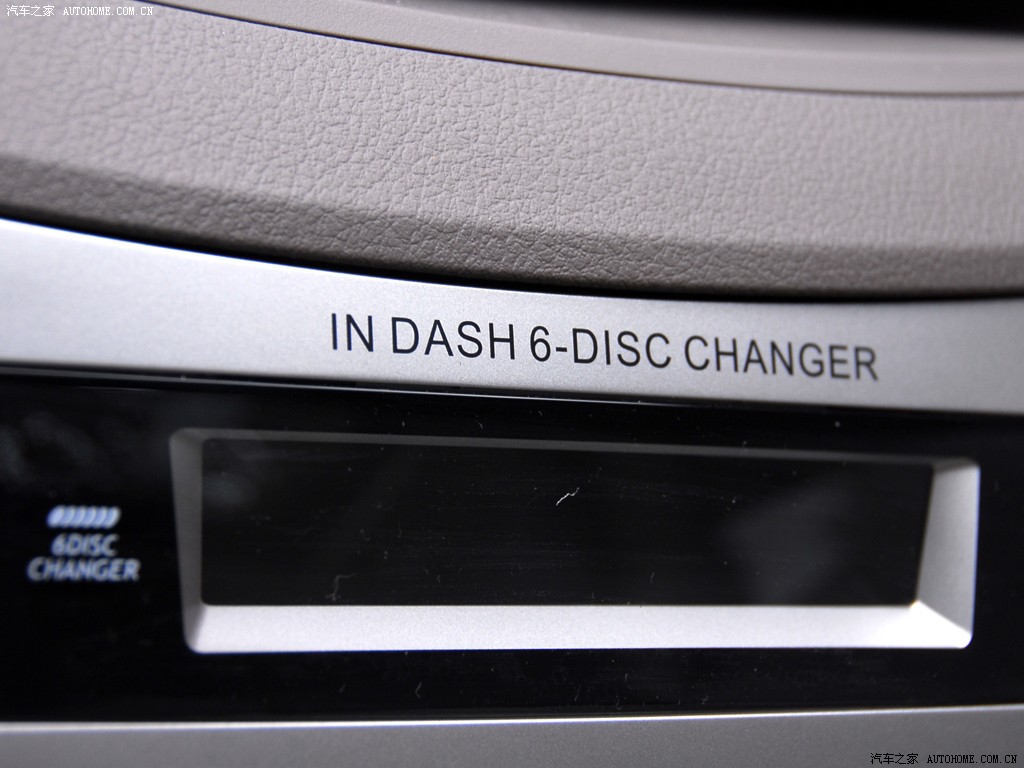 汽车之家 AUTOHOME.COM.CN
IN DASH 6-DISC CHANGER
6DISC
CHANGER
汽车之家 AUTOHOME.COM.CN